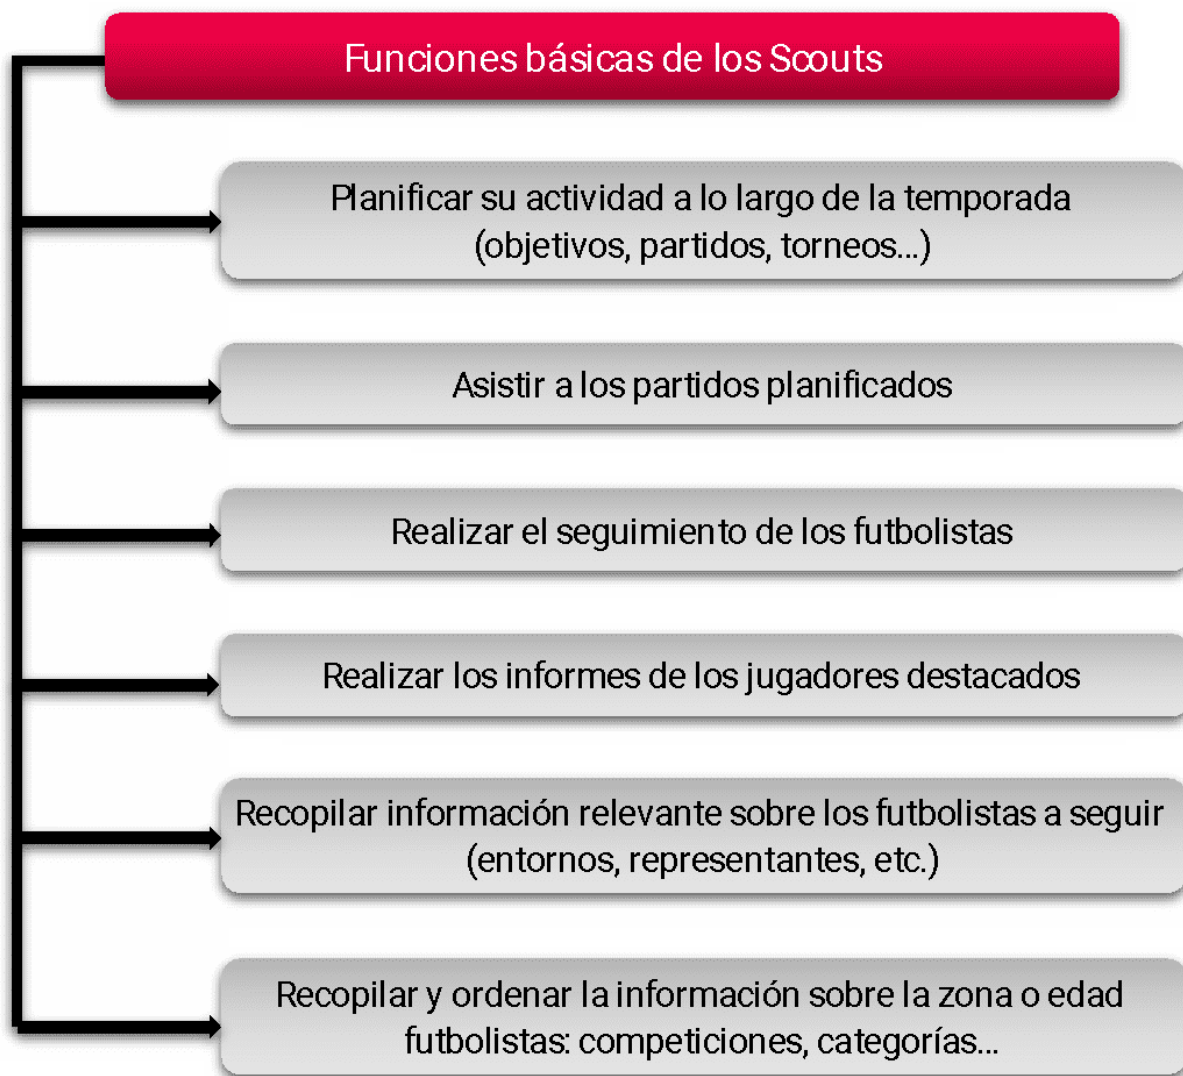 Funciones básicas de los Scouts
Planificar su actividad a lo largo de la temporada
(objetivos, partidos, torneos...)
Asistir a los partidos planificados
Realizar el seguimiento de los futbolistas
Realizar los informes de los jugadores destacados
Recopilar información relevante sobre los futbolistas a seguir
(entornos, representantes, etc.)
Recopilar y ordenar la información sobre la zona o edad
futbolistas: competiciones, categorías...